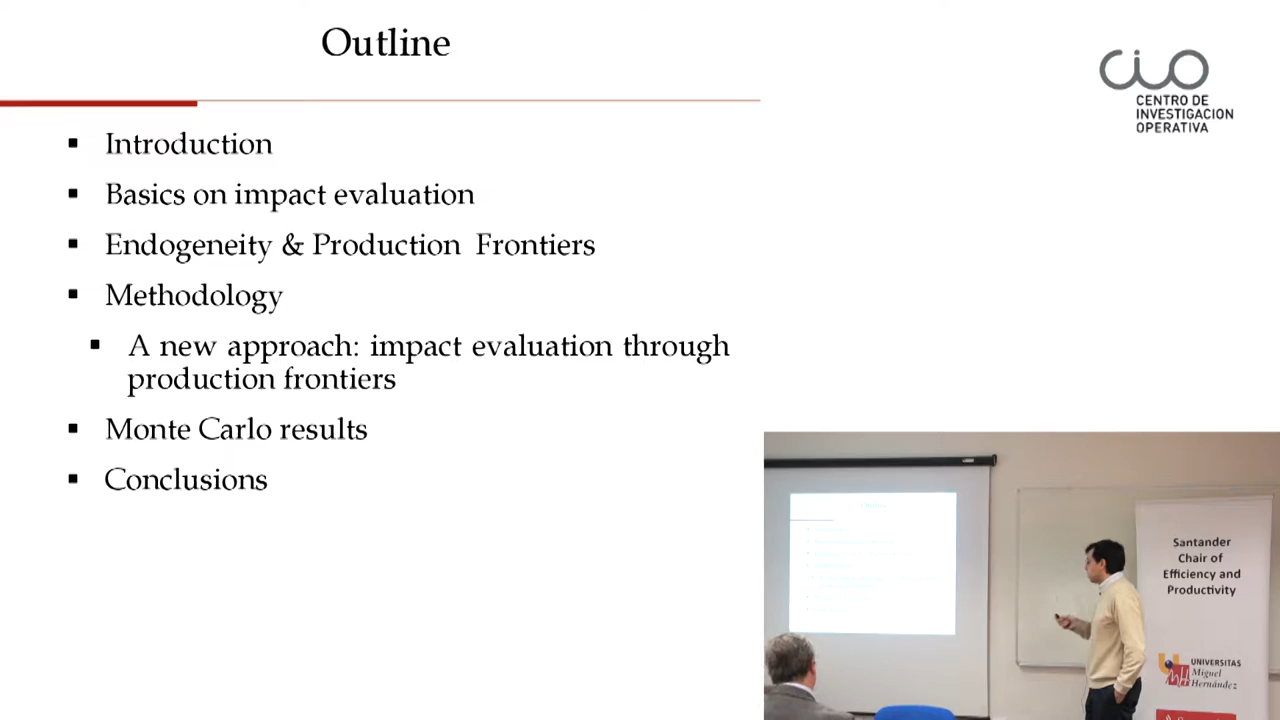 Outline
CENTRO DE
INVESTIGACION
OPERATIVA
Introduction
Basics on impact evaluation
Endogeneity & Production Frontiers
Methodology
A new approach: impact evaluation through
production frontiers
Monte Carlo results
Conclusions
Santander
Chair of
Efficiency and
Productivity
UNIVERSITAS
Miguel
Hernández